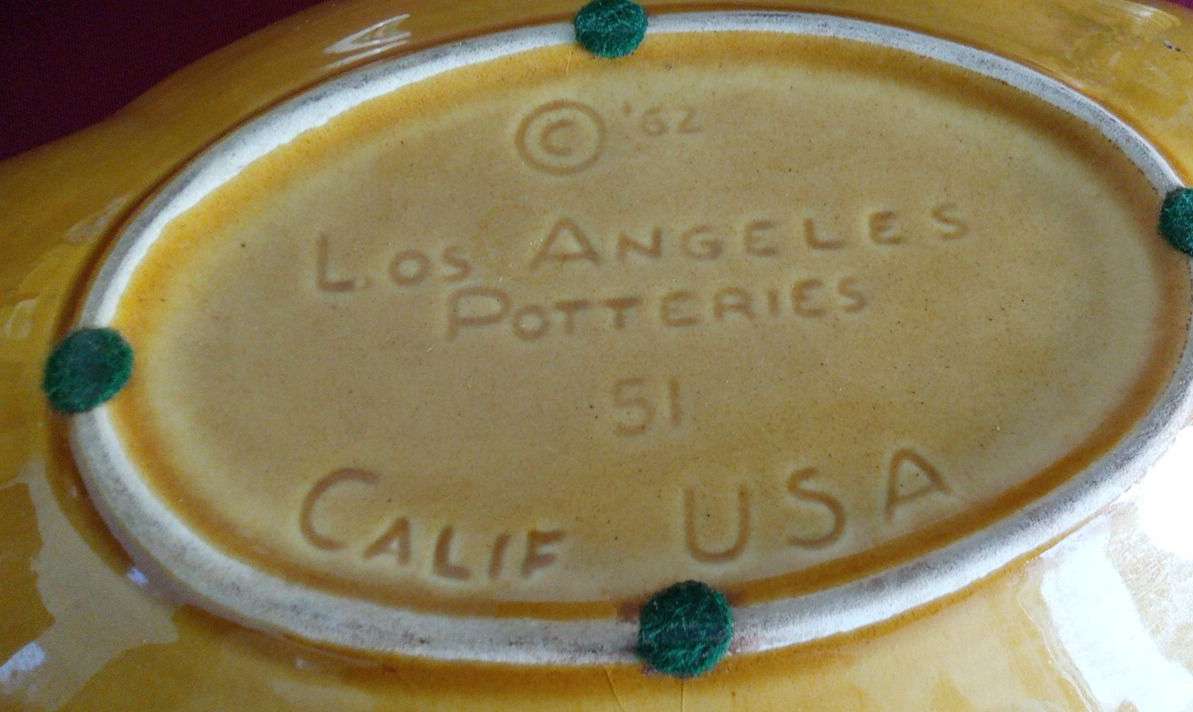 © '62
LOS ANGELES
POTTERIES
51
CALIF USA